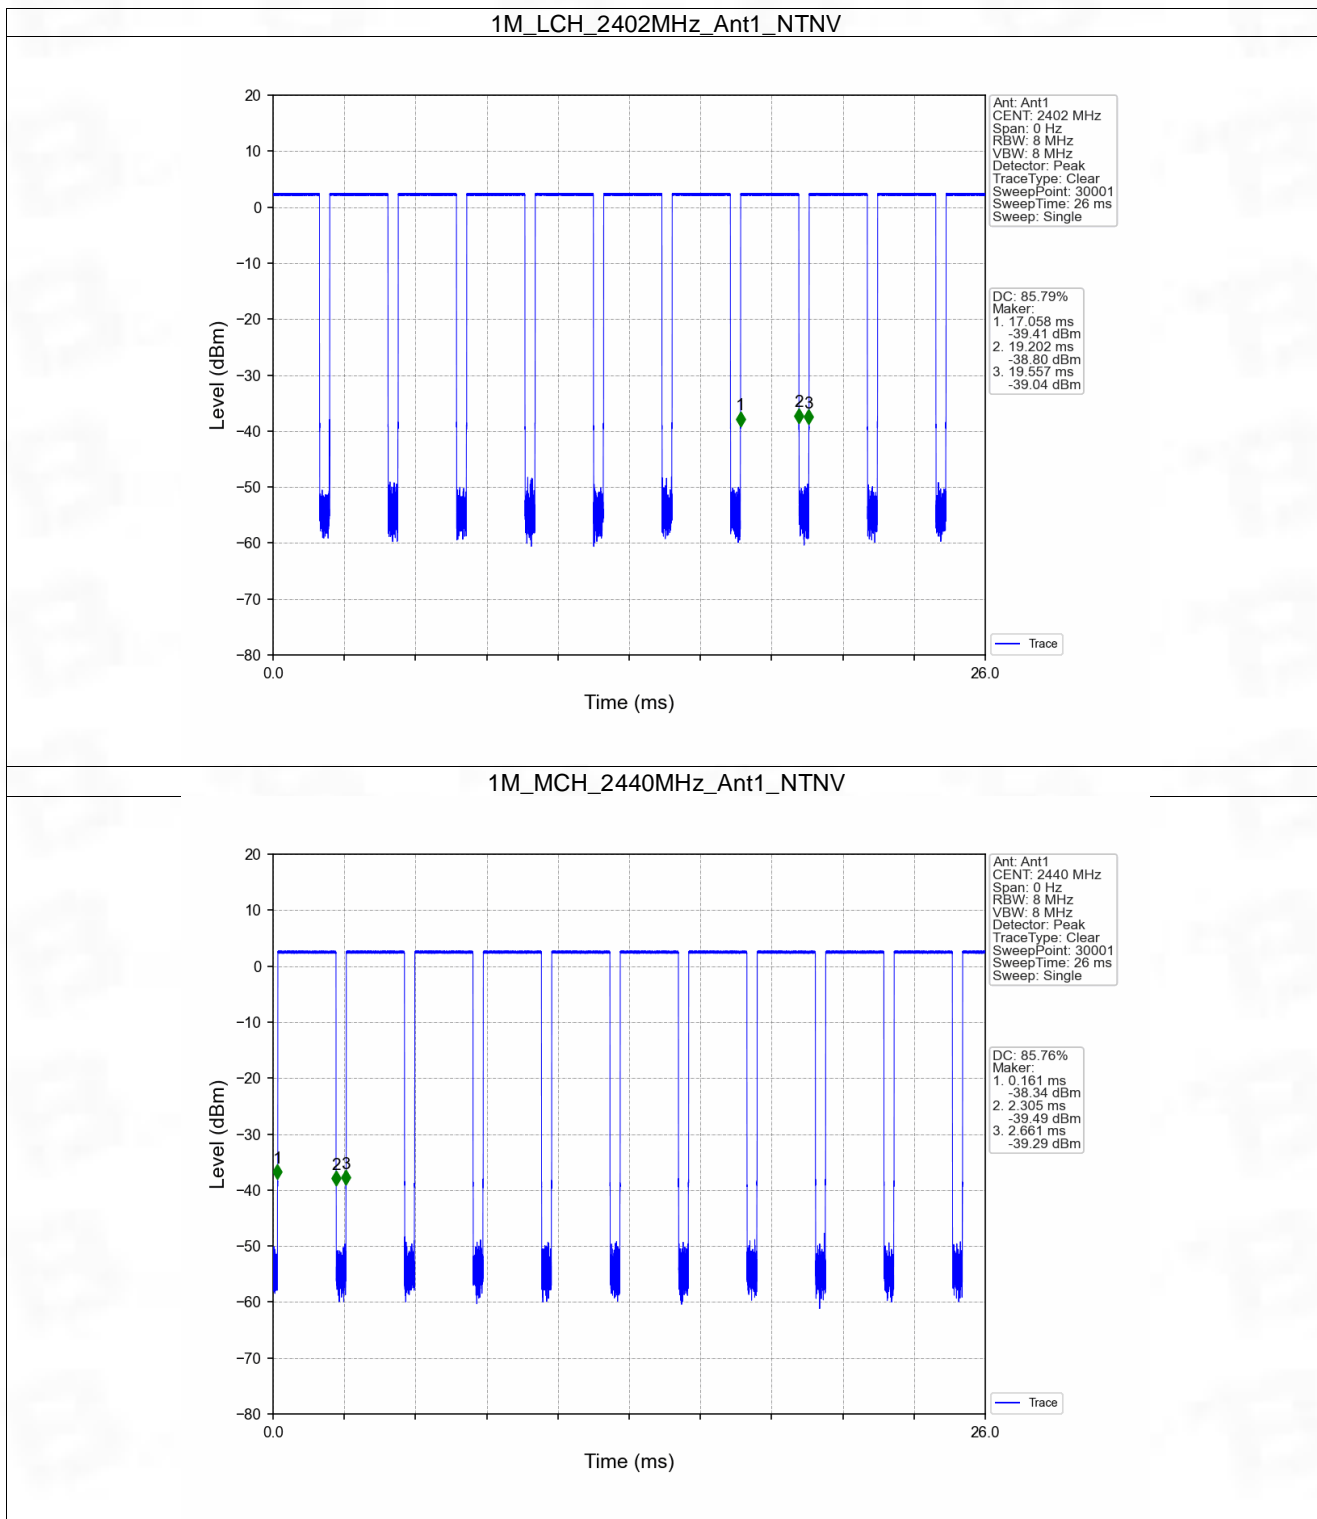 1M_LCH_2402MHz_Ant1_NTNV
20
10
0
−10
−20
−30
−40
−50
−60
−70
−80
Level (dBm)
0.0
26.0
Time (ms)
1
2
3
Ant: Ant1
CENT: 2402 MHz
Span: 0 Hz
RBW: 8 MHz
VBW: 8 MHz
Detector: Peak
TraceType: Clear
SweepPoint: 30001
SweepTime: 26 ms
Sweep: Single
DC: 85.79%
Maker:
1. 17.058 ms
-39.41 dBm
2. 19.202 ms
-38.80 dBm
3. 19.557 ms
-39.04 dBm
Trace
1M_MCH_2440MHz_Ant1_NTNV
20
10
0
−10
−20
−30
−40
−50
−60
−70
−80
Level (dBm)
0.0
26.0
Time (ms)
1
2
3
Ant: Ant1
CENT: 2440 MHz
Span: 0 Hz
RBW: 8 MHz
VBW: 8 MHz
Detector: Peak
TraceType: Clear
SweepPoint: 30001
SweepTime: 26 ms
Sweep: Single
DC: 85.76%
Maker:
1. 0.161 ms
-38.34 dBm
2. 2.305 ms
-39.49 dBm
3. 2.661 ms
-39.29 dBm
Trace